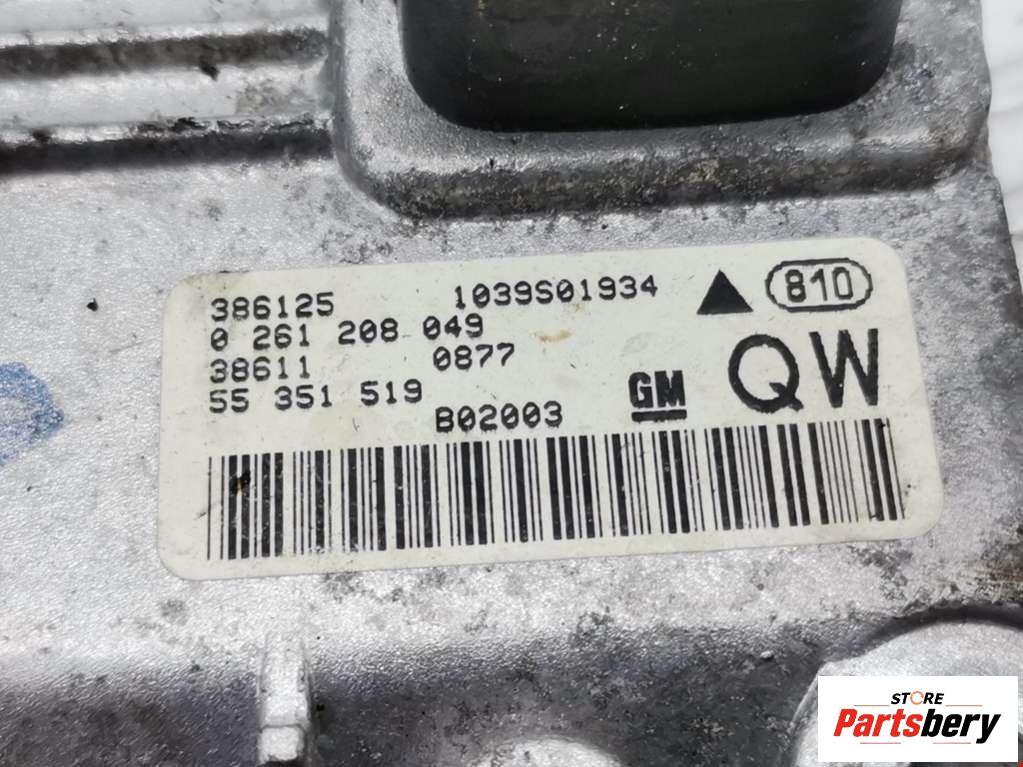 386125 1039S01934 ▲ 810
0 261 208 049
38611 0877
55 351 519
B02003
GM
QW
STORE
Partsbery